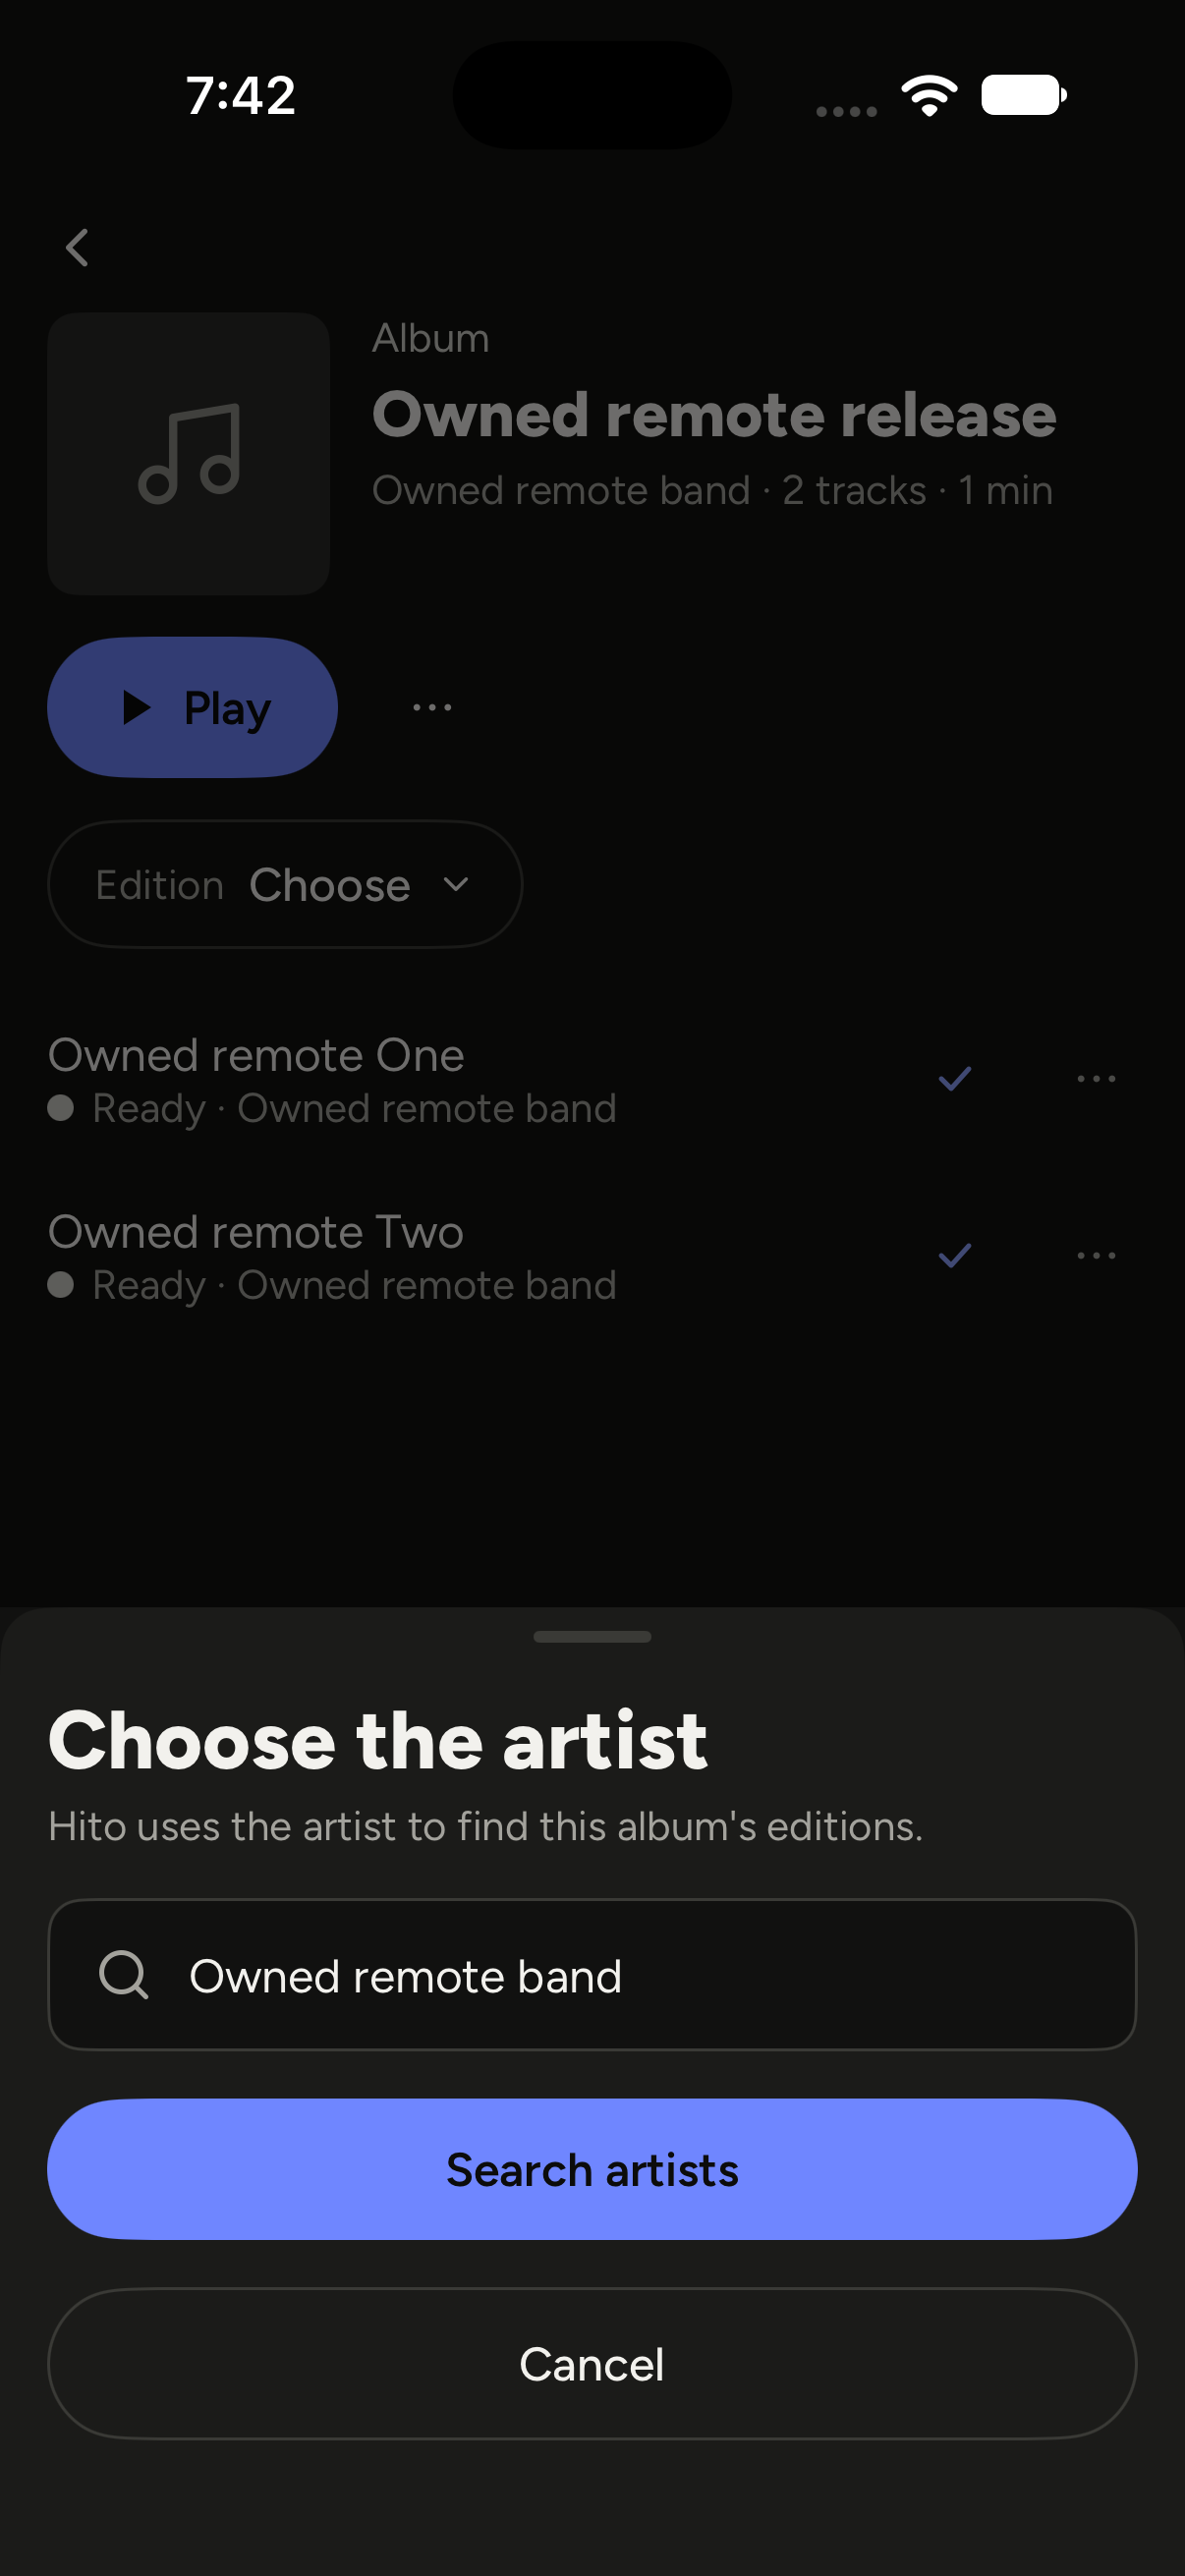 7:42
Album
Owned remote release
Owned remote band · 2 tracks · 1 min
Play
Edition Choose
Owned remote One
Ready · Owned remote band
Owned remote Two
Ready · Owned remote band
Choose the artist
Hito uses the artist to find this album's editions.
Owned remote band
Search artists
Cancel